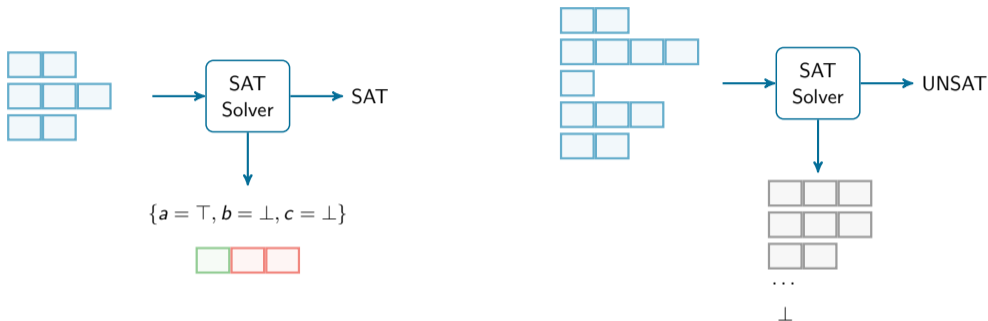 SAT
Solver
SAT
{a = ⊤, b = ⊥, c = ⊥}
SAT
Solver
UNSAT
...
⊥